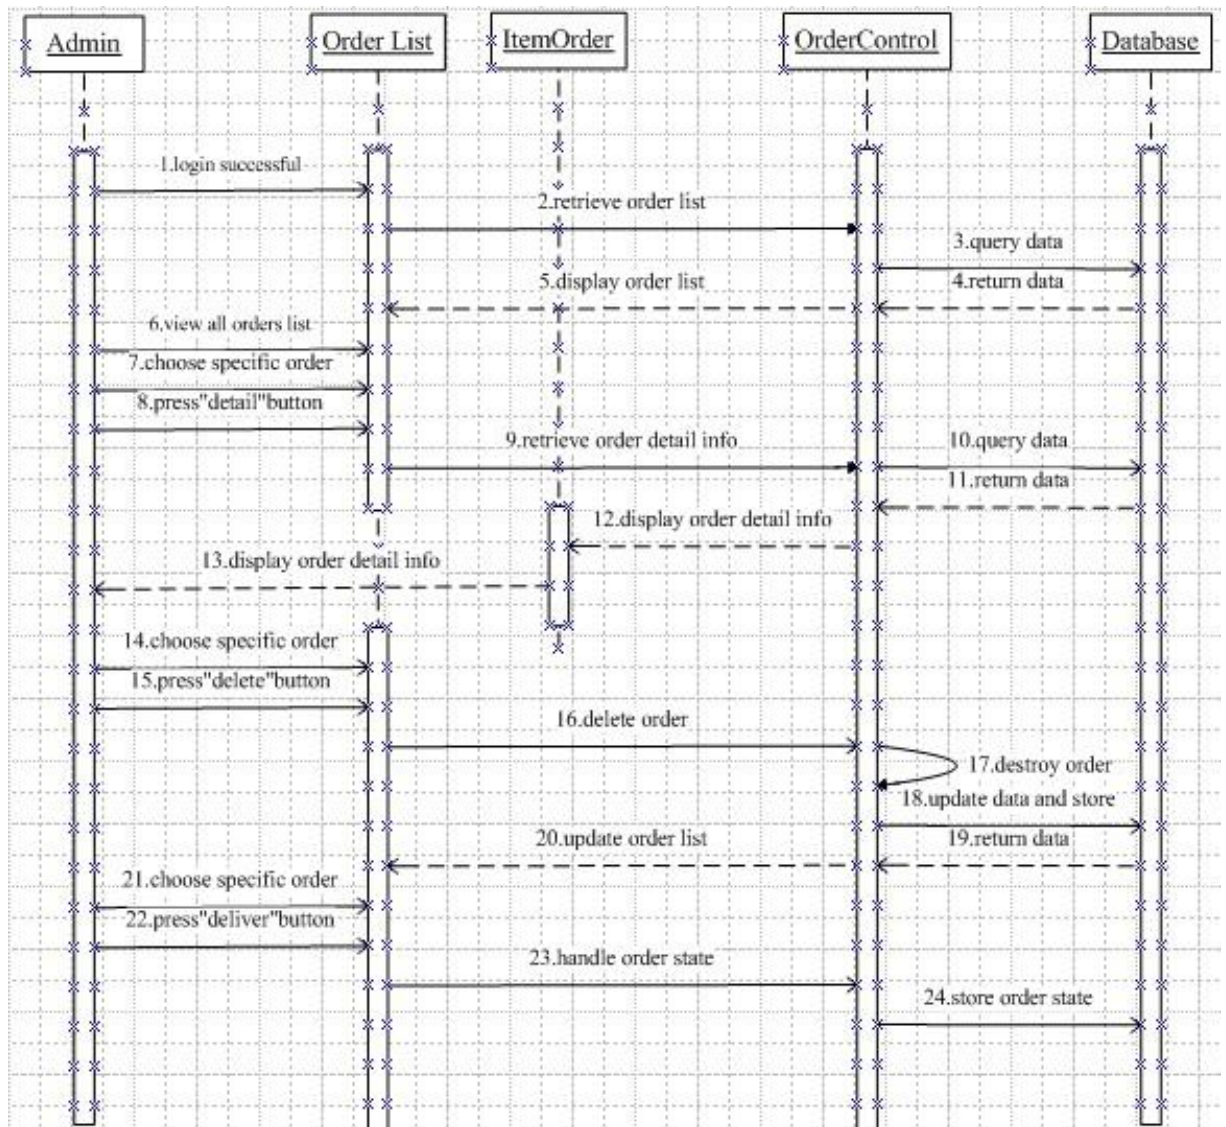 Admin
Order List
ItemOrder
OrderControl
Database
1.login successful
2.retrieve order list
3.query data
5.display order list
4.return data
6.view all orders list
7.choose specific order
8.press"detail"button
9.retrieve order detail info
10.query data
11.return data
12.display order detail info
13.display order detail info
14.choose specific order
15.press"delete"button
16.delete order
17.destroy order
18.update data and store
20.update order list
19.return data
21.choose specific order
22.press"deliver"button
23.handle order state
24.store order state